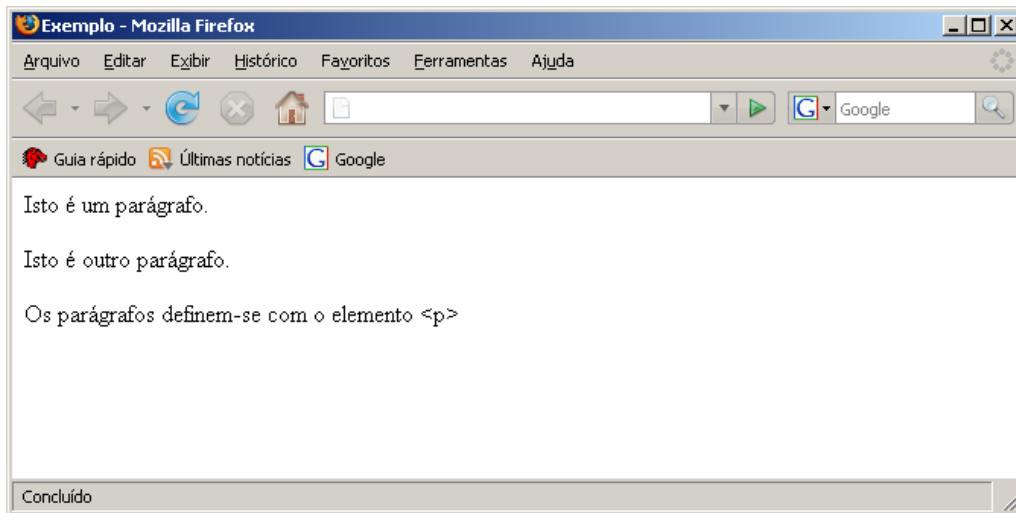 Exemplo - Mozilla Firefox
Arquivo Editar Exibir Histórico Favoritos Ferramentas Ajuda
G Google
Guia rápido Últimas notícias G Google
Isto é um parágrafo.
Isto é outro parágrafo.
Os parágrafos definem-se com o elemento <p>
Concluído